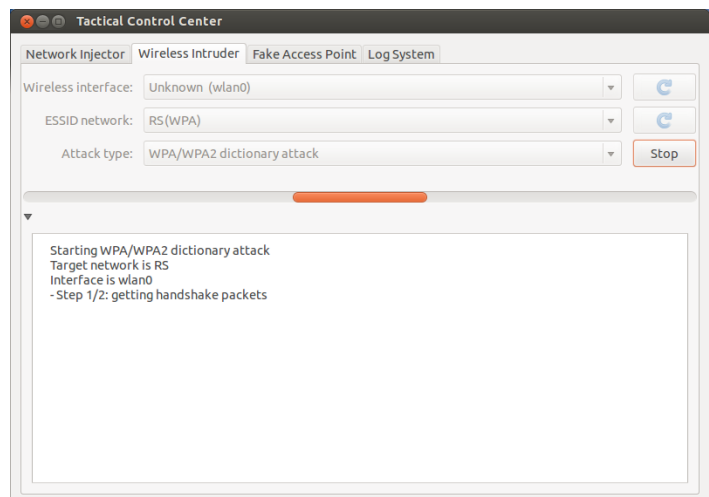 Tactical Control Center
Network Injector Wireless Intruder Fake Access Point Log System
Wireless interface: Unknown (wlan0)
ESSID network: RS(WPA)
Attack type: WPA/WPA2 dictionary attack Stop
Starting WPA/WPA2 dictionary attack
Target network is RS
Interface is wlan0
- Step 1/2: getting handshake packets